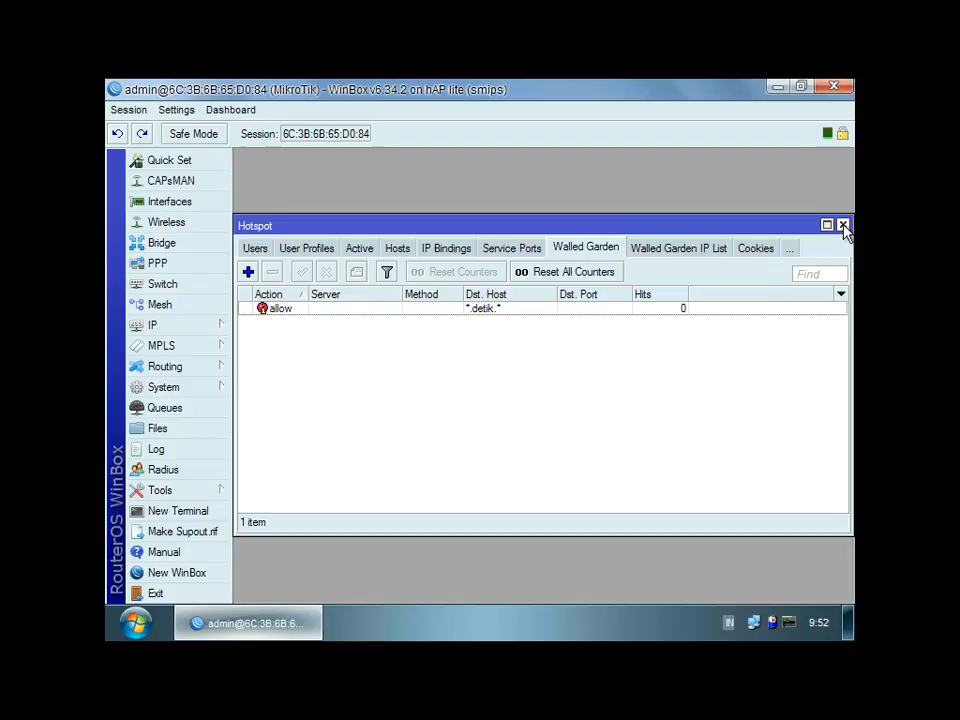 admin@6C:3B:6B:65:D0:84 (MikroTik) - WinBox v6.34.2 on hAP lite (smips)
Session Settings Dashboard
Safe Mode Session: 6C:3B:6B:65:D0:84
Quick Set
CAPsMAN
Interfaces
Wireless
Bridge
PPP
Switch
Mesh
IP
MPLS
Routing
System
Queues
Files
Log
Radius
Tools
New Terminal
Make Supout.rif
Manual
New WinBox
Exit
RouterOS WinBox
Hotspot
Users User Profiles Active Hosts IP Bindings Service Ports Walled Garden Walled Garden IP List Cookies ...
00 Reset Counters 00 Reset All Counters Find
Action Server Method Dst. Host Dst. Port Hits
allow *.detik.* 0
1 item
admin@6C:3B:6B:6... IN 9:52